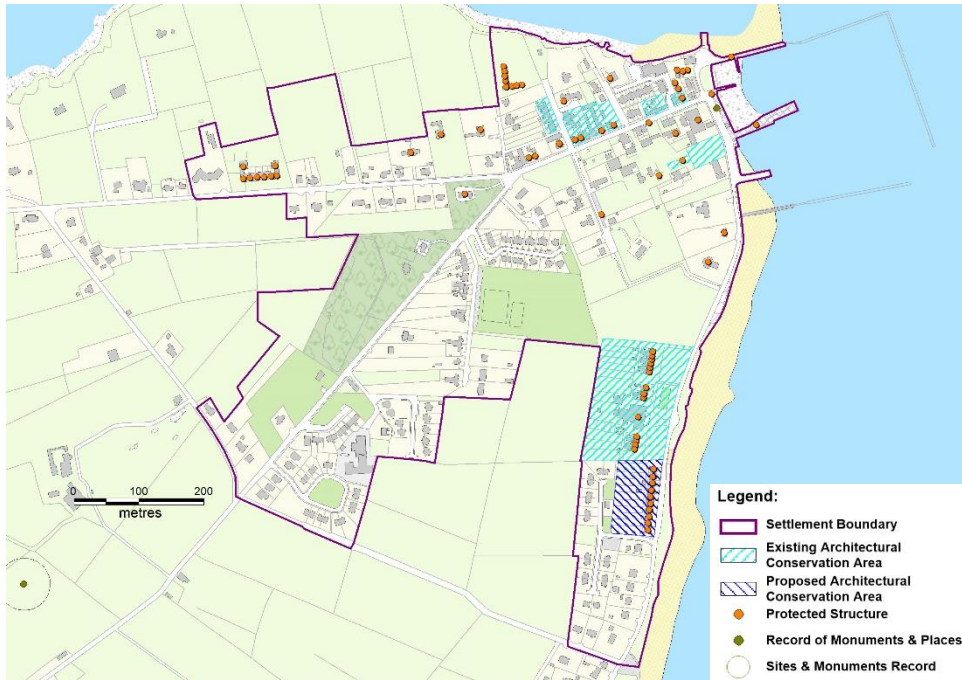 0 100 200
metres
Legend:
Settlement Boundary
Existing Architectural
Conservation Area
Proposed Architectural
Conservation Area
Protected Structure
Record of Monuments & Places
Sites & Monuments Record